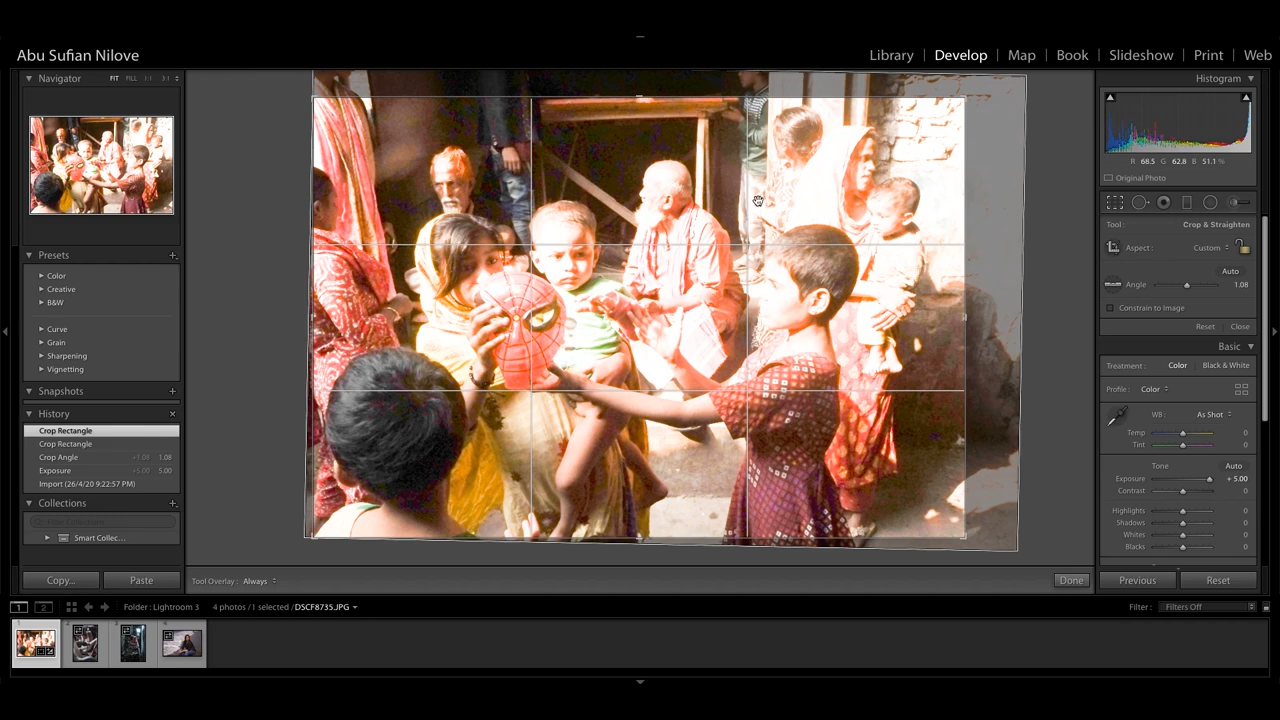 Abu Sufian Nilove
Library | Develop | Map | Book | Slideshow | Print | Web
Navigator FIT FILL 1:1 3:1
Histogram
R 68.5 G 62.8 B 51.1 %
Original Photo
Tool : Crop & Straighten
Aspect : Custom
Auto
Angle 1.08
Constrain to Image
Reset Close
Basic
Treatment : Color Black & White
Profile : Color
WB : As Shot
Temp 0
Tint 0
Tone Auto
Exposure + 5.00
Contrast 0
Highlights 0
Shadows 0
Whites 0
Blacks 0
Previous Reset
Presets +
Color
Creative
B&W
Curve
Grain
Sharpening
Vignetting
Snapshots +
History ×
Crop Rectangle
Crop Rectangle
Crop Angle +1.08 1.08
Exposure +5.00 5.00
Import (26/4/20 9:22:57 PM)
Collections +
Smart Collec...
Copy... Paste
Tool Overlay : Always Done
1 2 Folder : Lightroom 3 4 photos / 1 selected / DSCF8735.JPG Filter : Filters Off